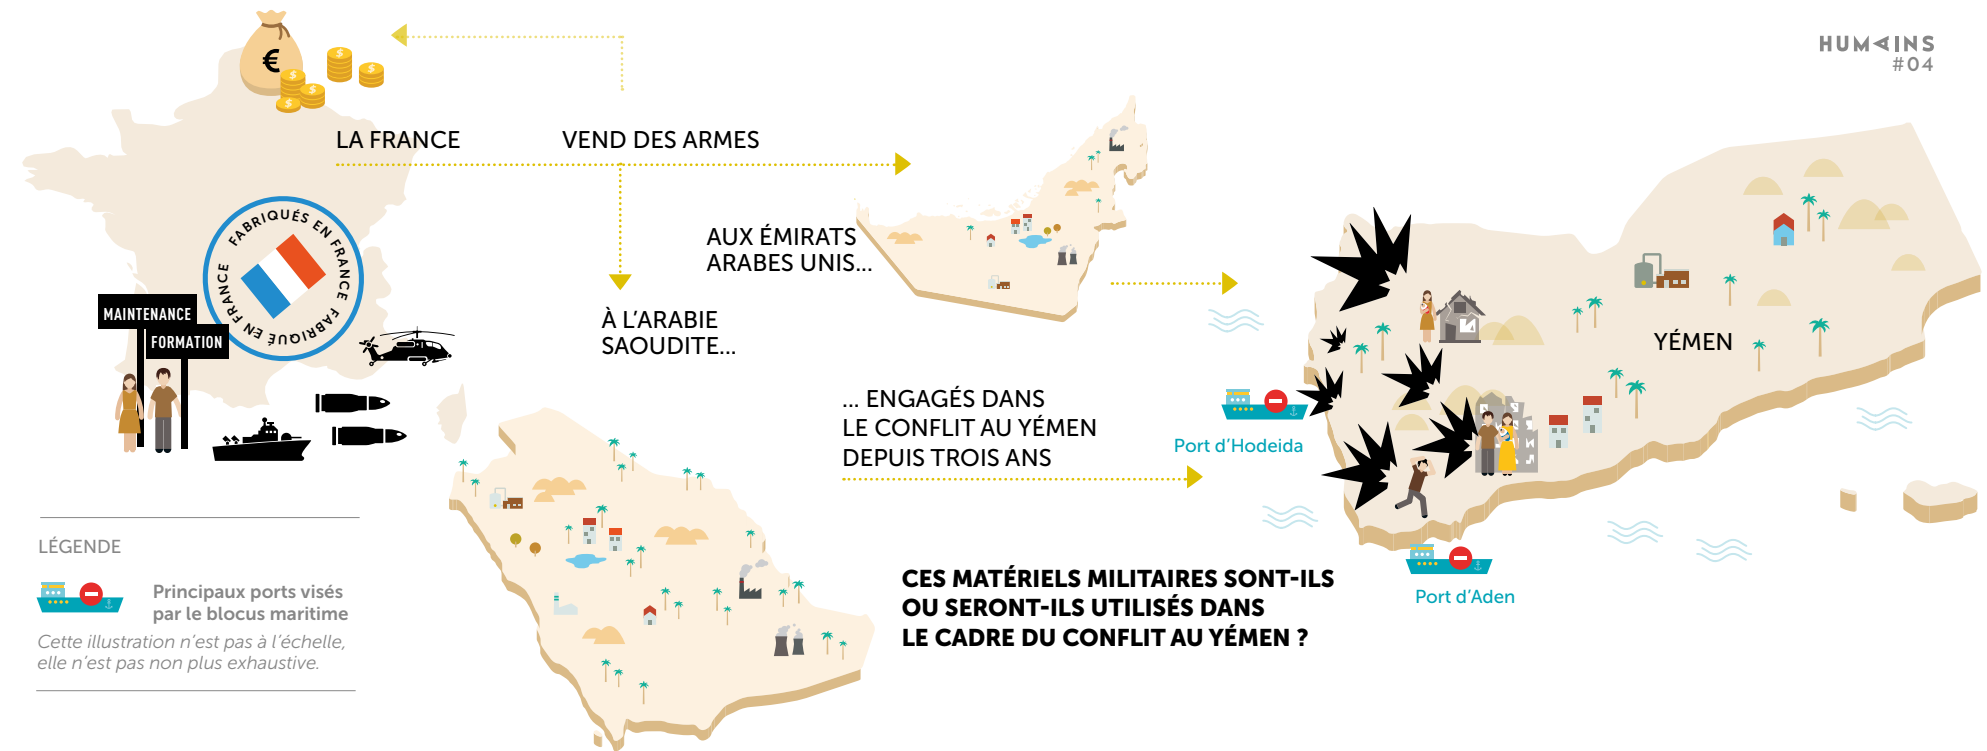 HUMAINS
#04
€
$
$
$
$
$
LA FRANCE
VEND DES ARMES
FABRIQUÉS EN FRANCE
FABRIQUÉ EN FRANCE
MAINTENANCE
FORMATION
AUX ÉMIRATS
ARABES UNIS...
À L’ARABIE
SAOUDITE...
... ENGAGÉS DANS
LE CONFLIT AU YÉMEN
DEPUIS TROIS ANS
YÉMEN
Port d’Hodeida
Port d’Aden
CES MATÉRIELS MILITAIRES SONT-ILS
OU SERONT-ILS UTILISÉS DANS
LE CADRE DU CONFLIT AU YÉMEN ?
LÉGENDE
Principaux ports visés
par le blocus maritime
Cette illustration n’est pas à l’échelle,
elle n’est pas non plus exhaustive.